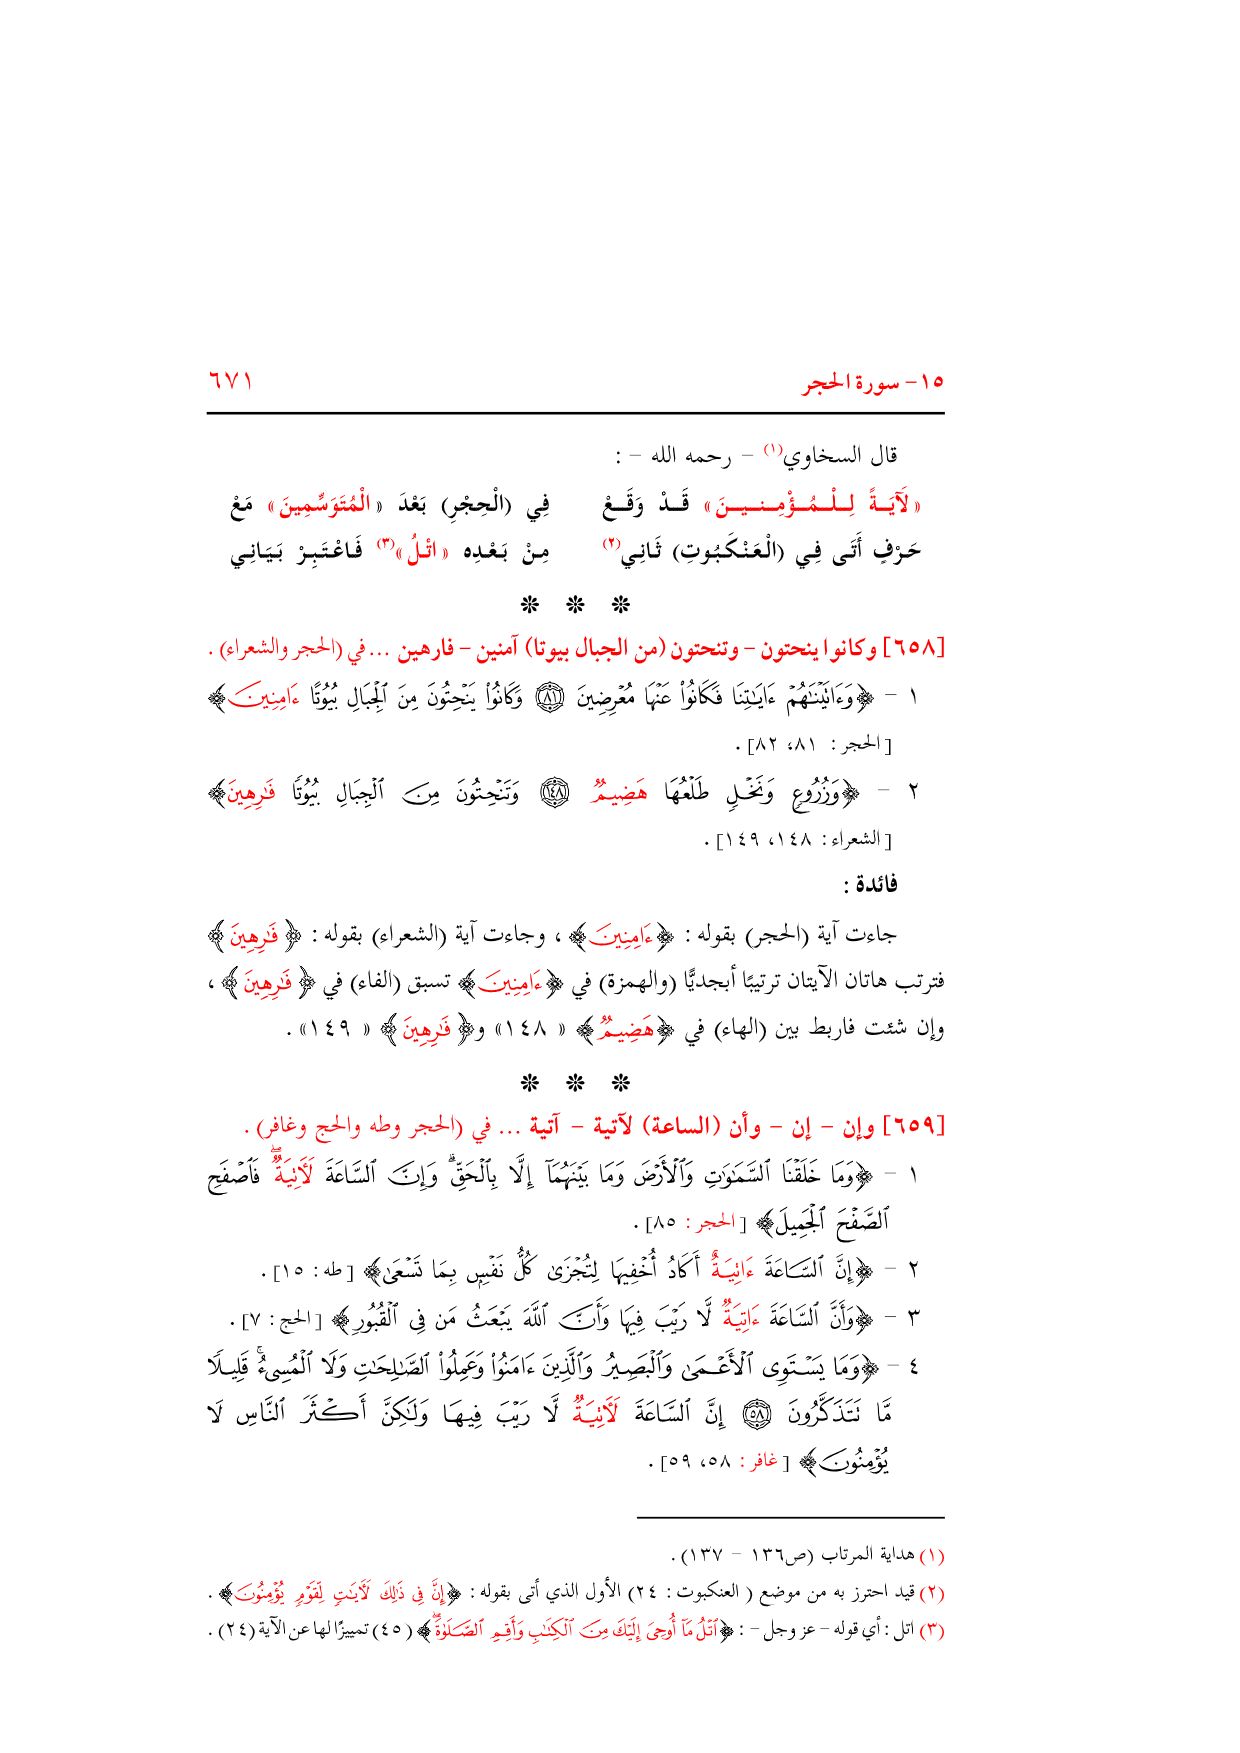 ١٥- سورة الحجر ٦٧١
قال السخاوي(١) - رحمه الله - :
« لَآيَةً لِلْمُؤْمِنِينَ » قَدْ وَقَعْ فِي (الْحِجْرِ) بَعْدَ « الْمُتَوَسِّمِينَ » مَعْ
حَرْفٍ أَتَى فِي (الْعَنْكَبُوتِ) ثَانِي(٢) مِنْ بَعْدِه « اتْلُ »(٣) فَاعْتَبِرْ بَيَانِي
[٦٥٨] وكانوا ينحتون - وتنحتون (من الجبال بيوتا) آمنين - فارهين ... في (الحجر والشعراء) .
١ - ﴿وَءَاتَيْنَٰهُمْ ءَايَٰتِنَا فَكَانُوا۟ عَنْهَا مُعْرِضِينَ ٨١ وَكَانُوا۟ يَنْحِتُونَ مِنَ ٱلْجِبَالِ بُيُوتًا ءَامِنِينَ﴾
[الحجر : ٨١، ٨٢] .
٢ - ﴿وَزُرُوعٍ وَنَخْلٍ طَلْعُهَا هَضِيمٌ ١٤٨ وَتَنْحِتُونَ مِنَ ٱلْجِبَالِ بُيُوتًا فَٰرِهِينَ﴾
[الشعراء: ١٤٨، ١٤٩] .
فائدة :
جاءت آية (الحجر) بقوله : ﴿ءَامِنِينَ﴾ ، وجاءت آية (الشعراء) بقوله : ﴿ فَٰرِهِينَ ﴾
فترتب هاتان الآيتان ترتيبًا أبجديًّا (والهمزة) في ﴿ءَامِنِينَ﴾ تسبق (الفاء) في ﴿ فَٰرِهِينَ ﴾ ،
وإن شئت فاربط بين (الهاء) في ﴿هَضِيمٌ﴾ « ١٤٨» و﴿ فَٰرِهِينَ ﴾ « ١٤٩» .
[٦٥٩] وإن - إن - وأن (الساعة) لآتية - آتية ... في (الحجر وطه والحج وغافر) .
١ - ﴿وَمَا خَلَقْنَا ٱلسَّمَٰوَٰتِ وَٱلْأَرْضَ وَمَا بَيْنَهُمَآ إِلَّا بِٱلْحَقِّ ۗ وَإِنَّ ٱلسَّاعَةَ لَءَاتِيَةٌ ۖ فَٱصْفَحِ
ٱلصَّفْحَ ٱلْجَمِيلَ﴾ [الحجر : ٨٥] .
٢ - ﴿إِنَّ ٱلسَّاعَةَ ءَاتِيَةٌ أَكَادُ أُخْفِيهَا لِتُجْزَىٰ كُلُّ نَفْسٍۭ بِمَا تَسْعَىٰ﴾ [طه : ١٥] .
٣ - ﴿وَأَنَّ ٱلسَّاعَةَ ءَاتِيَةٌ لَّا رَيْبَ فِيهَا وَأَنَّ ٱللَّهَ يَبْعَثُ مَن فِى ٱلْقُبُورِ﴾ [الحج : ٧] .
٤ - ﴿وَمَا يَسْتَوِى ٱلْأَعْمَىٰ وَٱلْبَصِيرُ وَٱلَّذِينَ ءَامَنُوا۟ وَعَمِلُوا۟ ٱلصَّٰلِحَٰتِ وَلَا ٱلْمُسِىٓءُ ۚ قَلِيلًا
مَّا تَتَذَكَّرُونَ ٥٨ إِنَّ ٱلسَّاعَةَ لَءَاتِيَةٌ لَّا رَيْبَ فِيهَا وَلَٰكِنَّ أَكْثَرَ ٱلنَّاسِ لَا
يُؤْمِنُونَ﴾ [غافر : ٥٨، ٥٩] .
(١) هداية المرتاب (ص١٣٦ - ١٣٧) .
(٢) قيد احترز به من موضع ( العنكبوت : ٢٤) الأول الذي أتى بقوله : ﴿إِنَّ فِى ذَٰلِكَ لَءَايَٰتٍ لِّقَوْمٍ يُؤْمِنُونَ﴾ .
(٣) اتل : أي قوله - عز وجل - : ﴿ٱتْلُ مَآ أُوحِىَ إِلَيْكَ مِنَ ٱلْكِتَٰبِ وَأَقِمِ ٱلصَّلَوٰةَ ۖ﴾ (٤٥) تمييزًا لها عن الآية (٢٤) .